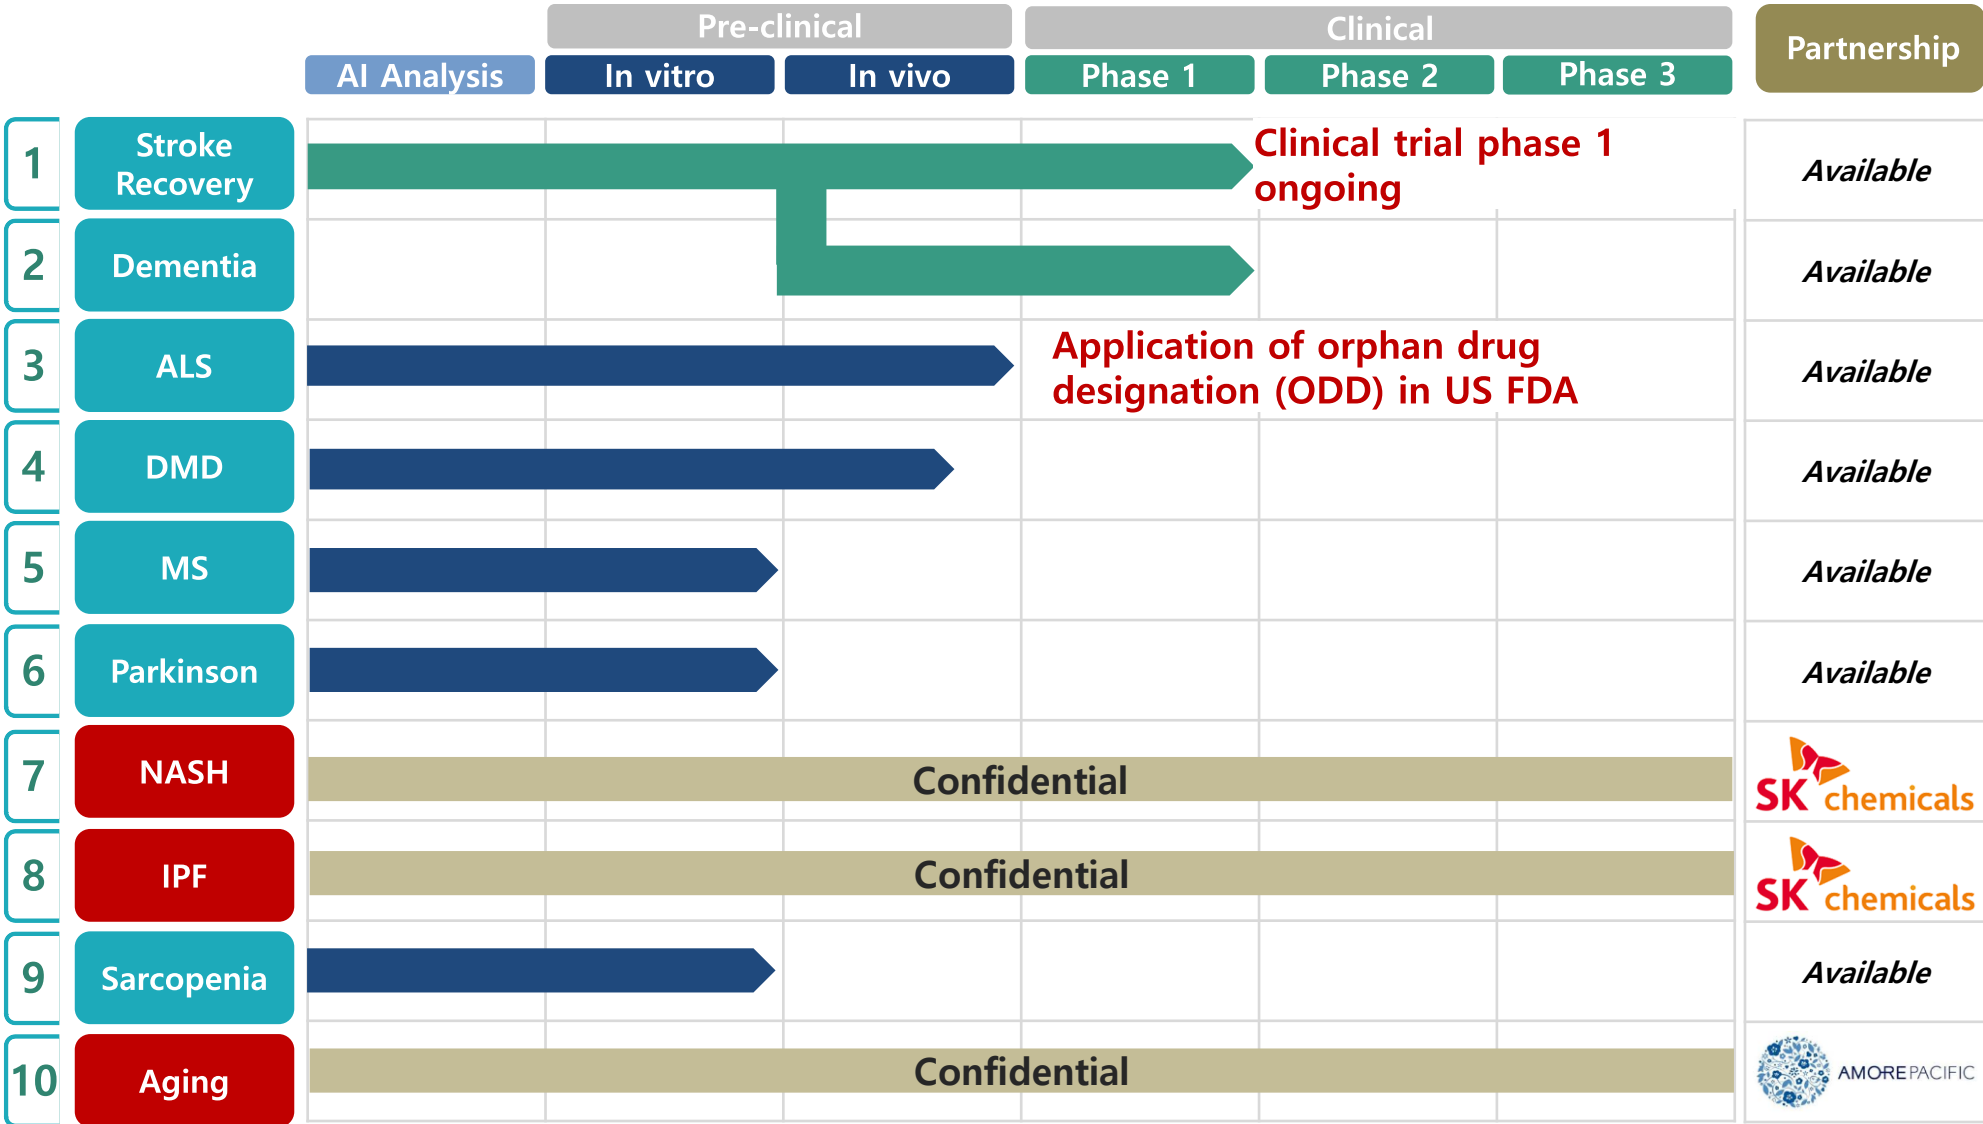 Pre-clinical
Clinical
Partnership
AI Analysis
In vitro
In vivo
Phase 1
Phase 2
Phase 3
1
Stroke
Recovery
Clinical trial phase 1
ongoing
Available
2
Dementia
Available
3
ALS
Application of orphan drug
designation (ODD) in US FDA
Available
4
DMD
Available
5
MS
Available
6
Parkinson
Available
7
NASH
Confidential
SK chemicals
8
IPF
Confidential
SK chemicals
9
Sarcopenia
Available
10
Aging
Confidential
AMOREPACIFIC